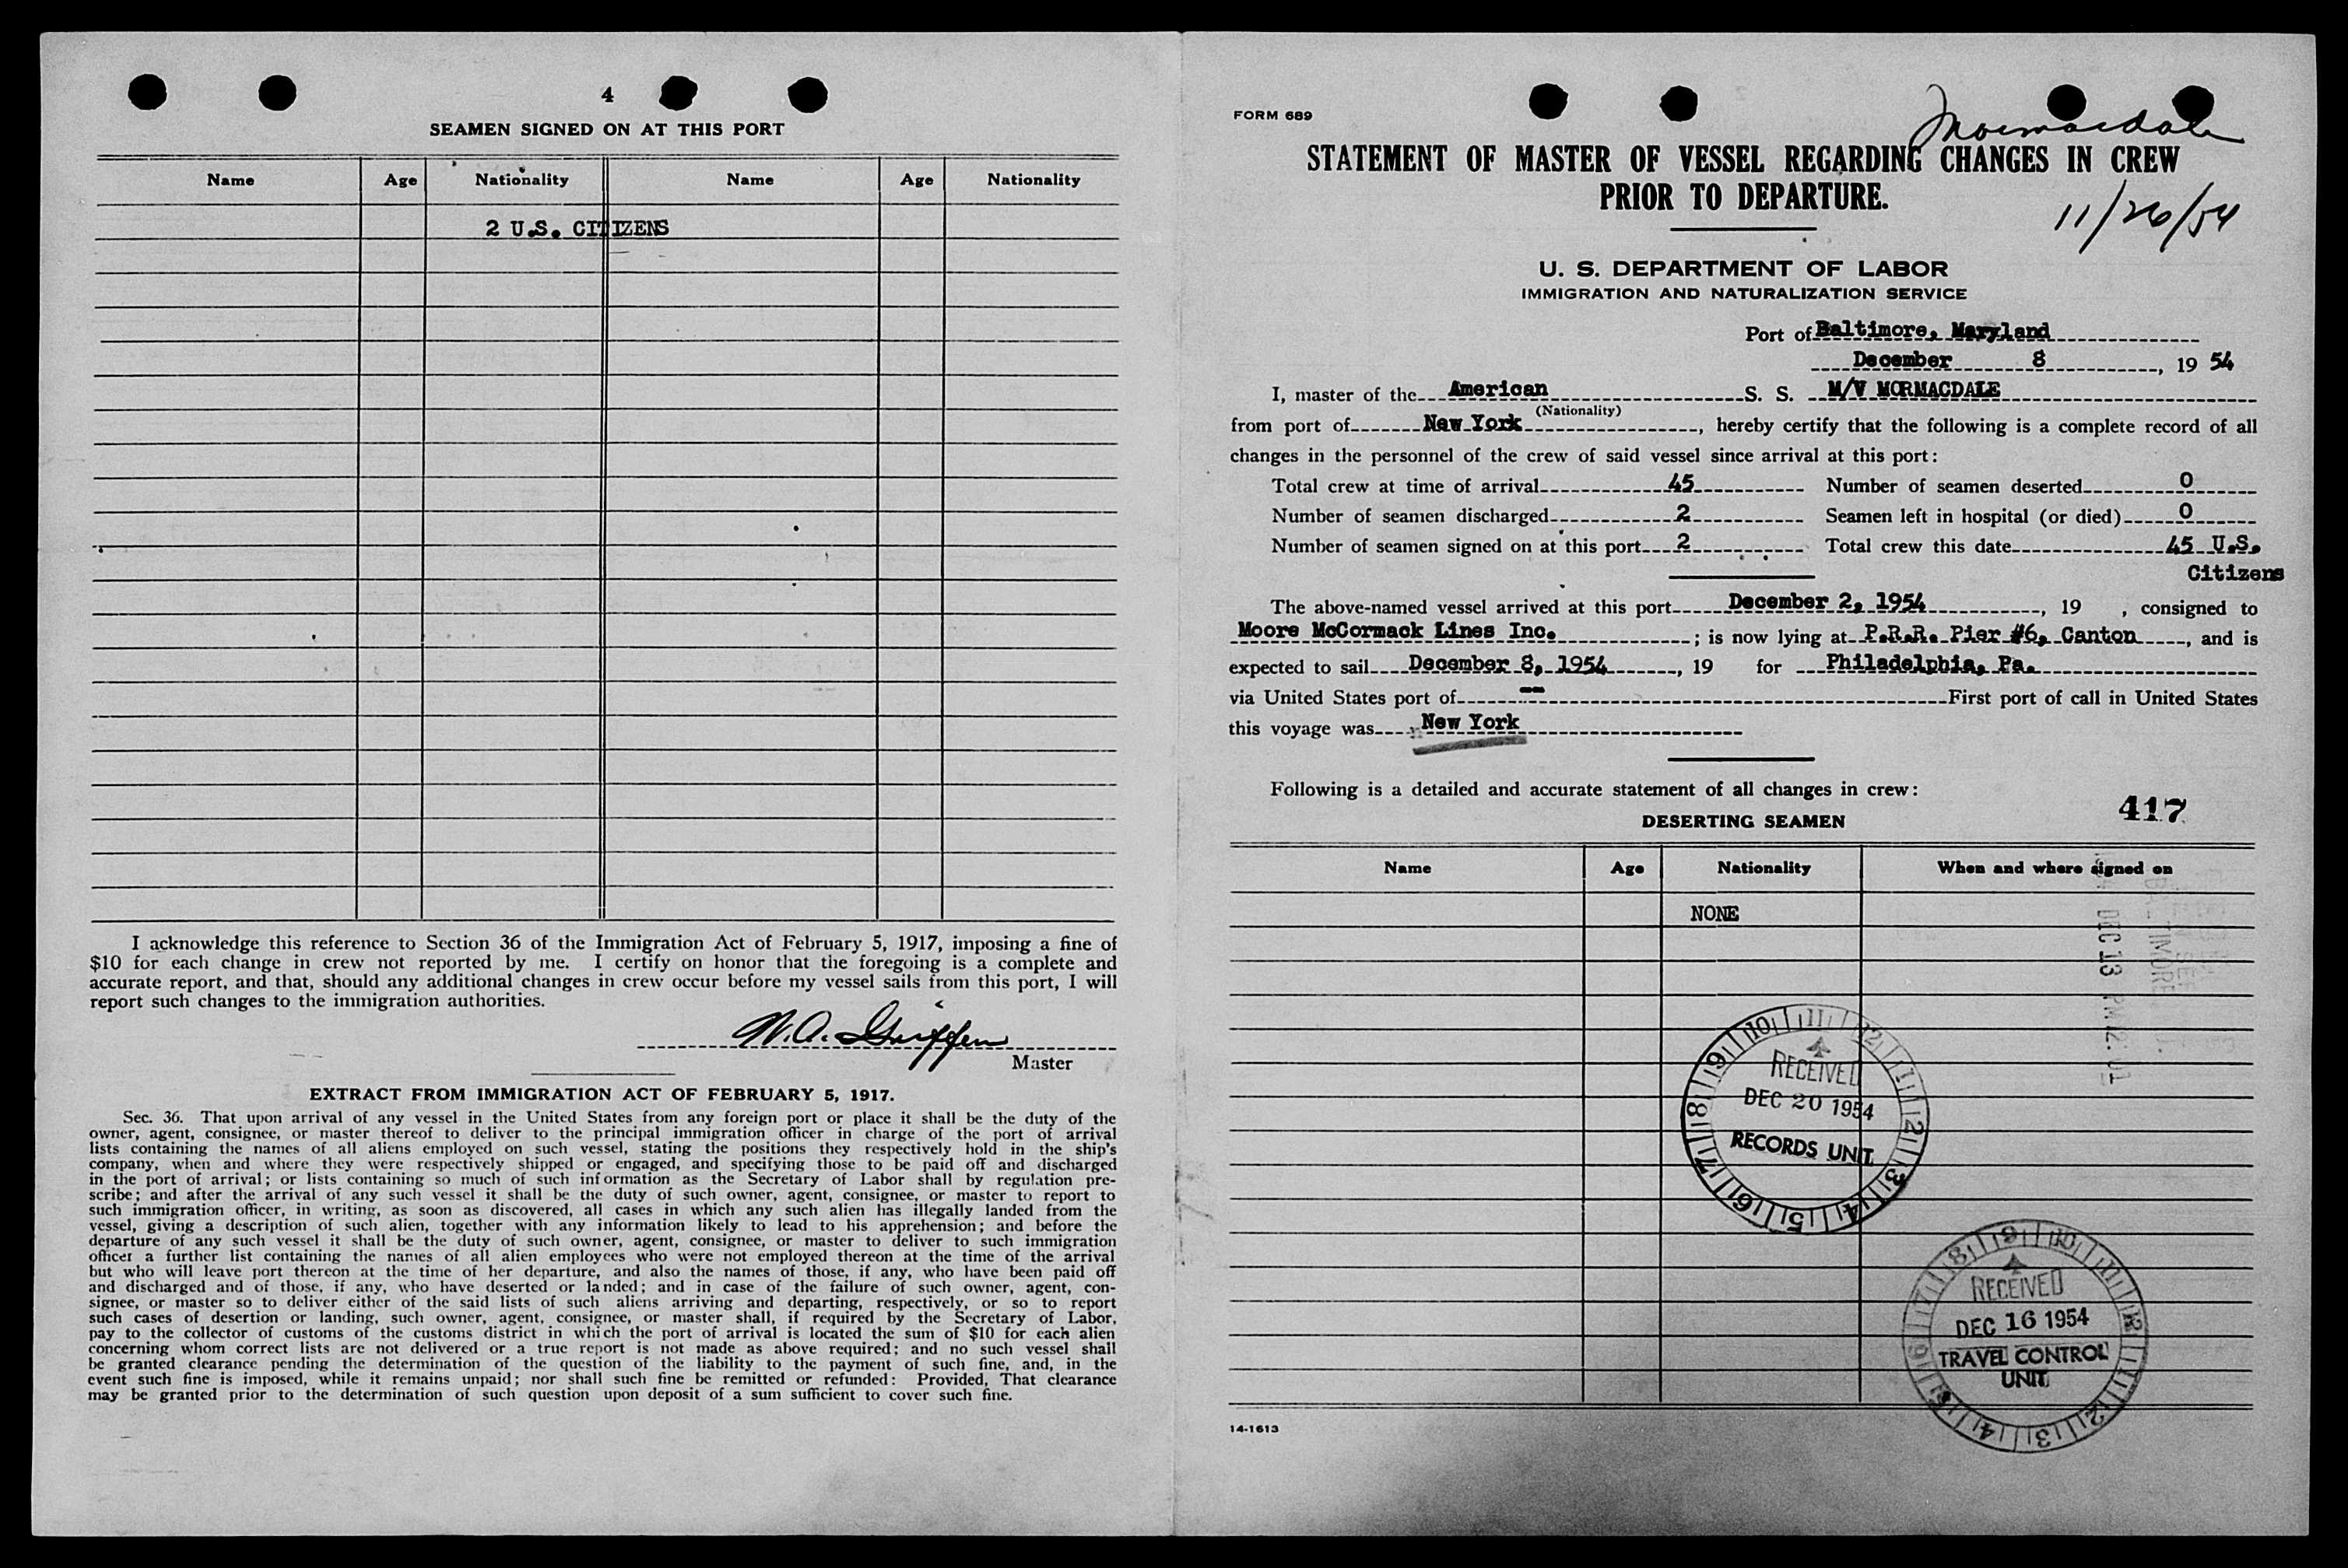 4
SEAMEN SIGNED ON AT THIS PORT
Name Age Nationality Name Age Nationality
2 U.S. CITIZENS
I acknowledge this reference to Section 36 of the Immigration Act of February 5, 1917, imposing a fine of
$10 for each change in crew not reported by me. I certify on honor that the foregoing is a complete and
accurate report, and that, should any additional changes in crew occur before my vessel sails from this port, I will
report such changes to the immigration authorities.
W. A. Griffen
Master
EXTRACT FROM IMMIGRATION ACT OF FEBRUARY 5, 1917.
Sec. 36. That upon arrival of any vessel in the United States from any foreign port or place it shall be the duty of the
owner, agent, consignee, or master thereof to deliver to the principal immigration officer in charge of the port of arrival
lists containing the names of all aliens employed on such vessel, stating the positions they respectively hold in the ship's
company, when and where they were respectively shipped or engaged, and specifying those to be paid off and discharged
in the port of arrival; or lists containing so much of such information as the Secretary of Labor shall by regulation pre-
scribe; and after the arrival of any such vessel it shall be the duty of such owner, agent, consignee, or master to report to
such immigration officer, in writing, as soon as discovered, all cases in which any such alien has illegally landed from the
vessel, giving a description of such alien, together with any information likely to lead to his apprehension; and before the
departure of any such vessel it shall be the duty of such owner, agent, consignee, or master to deliver to such immigration
officer a further list containing the names of all alien employees who were not employed thereon at the time of the arrival
but who will leave port thereon at the time of her departure, and also the names of those, if any, who have been paid off
and discharged and of those, if any, who have deserted or landed; and in case of the failure of such owner, agent, con-
signee, or master so to deliver either of the said lists of such aliens arriving and departing, respectively, or so to report
such cases of desertion or landing, such owner, agent, consignee, or master shall, if required by the Secretary of Labor,
pay to the collector of customs of the customs district in which the port of arrival is located the sum of $10 for each alien
concerning whom correct lists are not delivered or a true report is not made as above required; and no such vessel shall
be granted clearance pending the determination of the question of the liability to the payment of such fine, and, in the
event such fine is imposed, while it remains unpaid; nor shall such fine be remitted or refunded: Provided, That clearance
may be granted prior to the determination of such question upon deposit of a sum sufficient to cover such fine.
FORM 689
Mormacdale
STATEMENT OF MASTER OF VESSEL REGARDING CHANGES IN CREW
PRIOR TO DEPARTURE.
11/26/54
U. S. DEPARTMENT OF LABOR
IMMIGRATION AND NATURALIZATION SERVICE
Port of Baltimore, Maryland
December 8, 19 54
I, master of the American S. S. M/V MORMACDALE
(Nationality)
from port of New York, hereby certify that the following is a complete record of all
changes in the personnel of the crew of said vessel since arrival at this port:
Total crew at time of arrival 45 Number of seamen deserted 0
Number of seamen discharged 2 Seamen left in hospital (or died) 0
Number of seamen signed on at this port 2 Total crew this date 45 U.S.
Citizens
The above-named vessel arrived at this port December 2, 1954, 19 , consigned to
Moore McCormack Lines Inc. ; is now lying at P.R.R. Pier #6, Canton, and is
expected to sail December 8, 1954, 19 for Philadelphia, Pa.
via United States port of - First port of call in United States
this voyage was New York
Following is a detailed and accurate statement of all changes in crew:
417
DESERTING SEAMEN
Name Age Nationality When and where signed on
NONE
DEC 13 PM 2:01
BALTIMORE
10 11 12 1 2 3 4 5 6 7 8 9
RECEIVED
DEC 20 1954
RECORDS UNIT
8 9 10 11 12 1 2 3 4 5 6 7
RECEIVED
DEC 16 1954
TRAVEL CONTROL
UNIT
14-1613